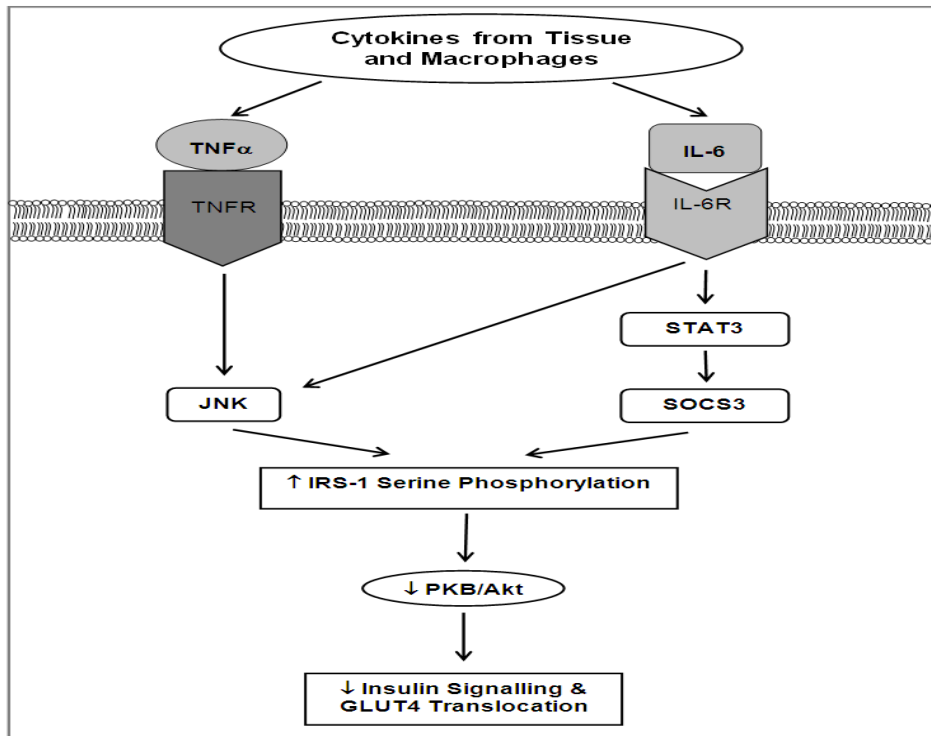 Cytokines from Tissue
and Macrophages
TNFα
IL-6
TNFR
IL-6R
STAT3
JNK
SOCS3
↑ IRS-1 Serine Phosphorylation
↓ PKB/Akt
↓ Insulin Signalling &
GLUT4 Translocation